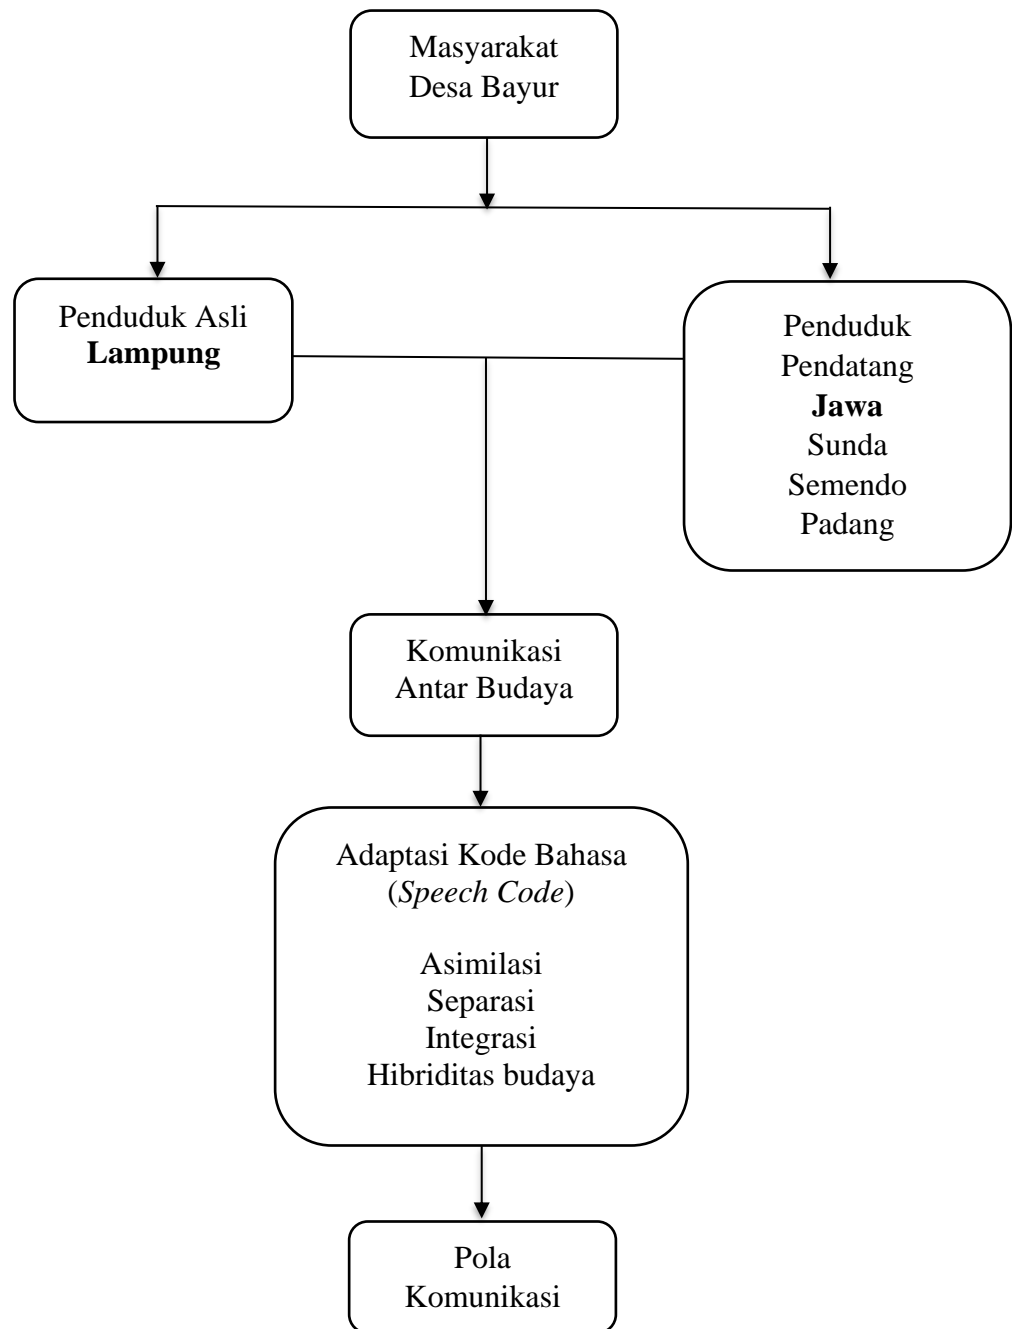 Masyarakat
Desa Bayur
Penduduk Asli
Lampung
Penduduk
Pendatang
Jawa
Sunda
Semendo
Padang
Komunikasi
Antar Budaya
Adaptasi Kode Bahasa
(Speech Code)
Asimilasi
Separasi
Integrasi
Hibriditas budaya
Pola
Komunikasi